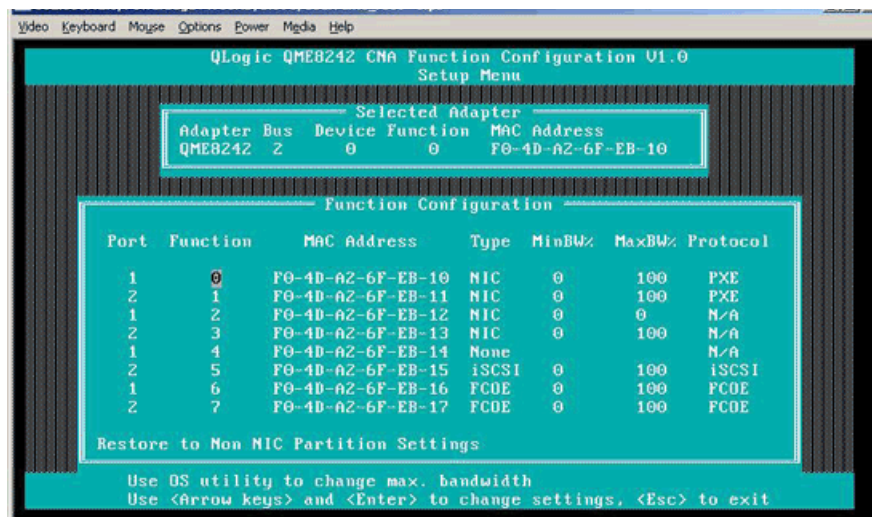 Video Keyboard Mouse Options Power Media Help
QLogic QME8242 CNA Function Configuration V1.0
Setup Menu
Selected Adapter
Adapter Bus Device Function MAC Address
QME8242 2 0 0 F0-4D-A2-6F-EB-10
Function Configuration
Port Function MAC Address Type MinBW% MaxBW% Protocol
1 0 F0-4D-A2-6F-EB-10 NIC 0 100 PXE
2 1 F0-4D-A2-6F-EB-11 NIC 0 100 PXE
1 2 F0-4D-A2-6F-EB-12 NIC 0 0 N/A
2 3 F0-4D-A2-6F-EB-13 NIC 0 100 N/A
1 4 F0-4D-A2-6F-EB-14 None N/A
2 5 F0-4D-A2-6F-EB-15 iSCSI 0 100 iSCSI
1 6 F0-4D-A2-6F-EB-16 FCOE 0 100 FCOE
2 7 F0-4D-A2-6F-EB-17 FCOE 0 100 FCOE
Restore to Non NIC Partition Settings
Use OS utility to change max. bandwidth
Use <Arrow keys> and <Enter> to change settings, <Esc> to exit